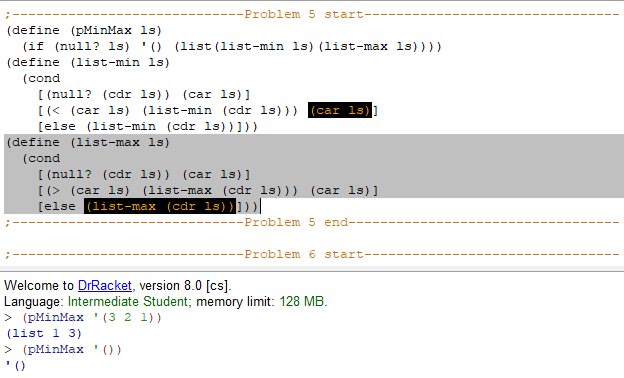 ;-----------------------------Problem 5 start--------------------------------
(define (pMinMax ls)
  (if (null? ls) '() (list(list-min ls)(list-max ls))))
(define (list-min ls)
  (cond
    [(null? (cdr ls)) (car ls)]
    [(< (car ls) (list-min (cdr ls))) (car ls)]
    [else (list-min (cdr ls))]))
(define (list-max ls)
  (cond
    [(null? (cdr ls)) (car ls)]
    [(> (car ls) (list-max (cdr ls))) (car ls)]
    [else (list-max (cdr ls))]))
;-----------------------------Problem 5 end----------------------------------
;-----------------------------Problem 6 start--------------------------------
Welcome to DrRacket, version 8.0 [cs].
Language: Intermediate Student; memory limit: 128 MB.
> (pMinMax '(3 2 1))
(list 1 3)
> (pMinMax '())
'()